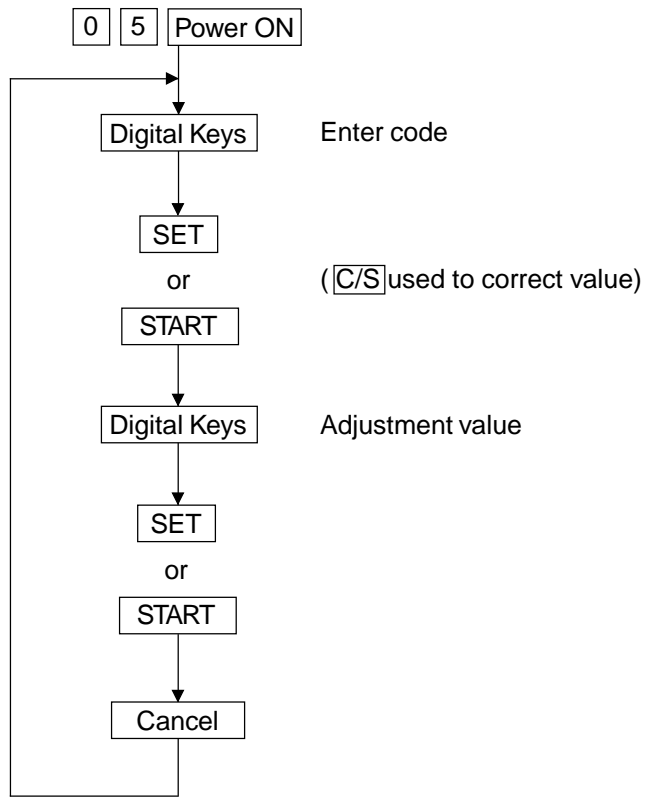 0 5 Power ON
Digital Keys Enter code
SET
or ( C/S used to correct value)
START
Digital Keys Adjustment value
SET
or
START
Cancel